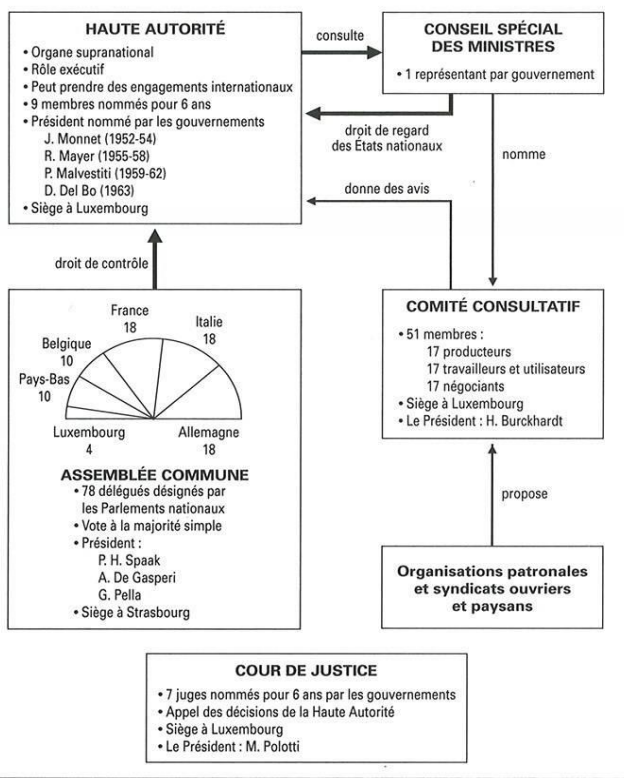 HAUTE AUTORITÉ
• Organe supranational
• Rôle exécutif
• Peut prendre des engagements internationaux
• 9 membres nommés pour 6 ans
• Président nommé par les gouvernements
J. Monnet (1952-54)
R. Mayer (1955-58)
P. Malvestiti (1959-62)
D. Del Bo (1963)
• Siège à Luxembourg
consulte
CONSEIL SPÉCIAL
DES MINISTRES
• 1 représentant par gouvernement
droit de regard
des États nationaux
nomme
donne des avis
droit de contrôle
France
18
Italie
18
Belgique
10
Pays-Bas
10
Luxembourg
4
Allemagne
18
ASSEMBLÉE COMMUNE
• 78 délégués désignés par
les Parlements nationaux
• Vote à la majorité simple
• Président :
P. H. Spaak
A. De Gasperi
G. Pella
• Siège à Strasbourg
COMITÉ CONSULTATIF
• 51 membres :
17 producteurs
17 travailleurs et utilisateurs
17 négociants
• Siège à Luxembourg
• Le Président : H. Burckhardt
propose
Organisations patronales
et syndicats ouvriers
et paysans
COUR DE JUSTICE
• 7 juges nommés pour 6 ans par les gouvernements
• Appel des décisions de la Haute Autorité
• Siège à Luxembourg
• Le Président : M. Polotti